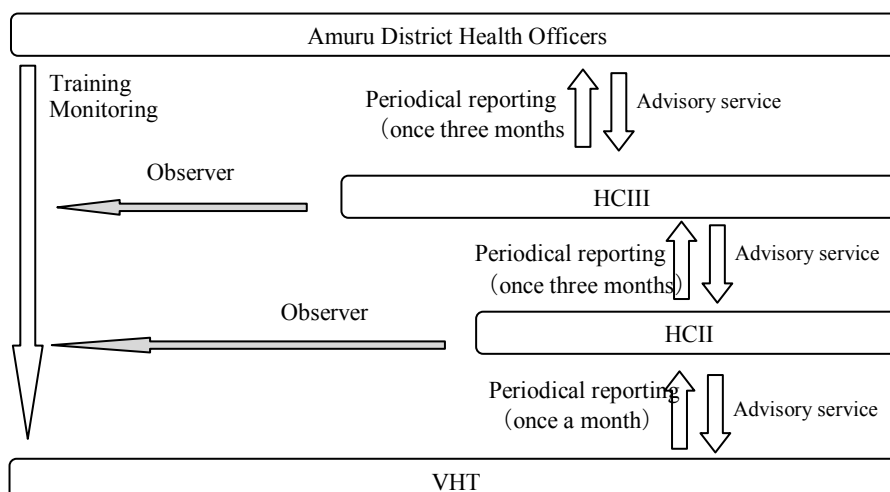 Amuru District Health Officers
Training
Monitoring
Periodical reporting
（once three months
Advisory service
Observer
HCIII
Periodical reporting
（once three months）
Advisory service
Observer
HCII
Periodical reporting
（once a month）
Advisory service
VHT